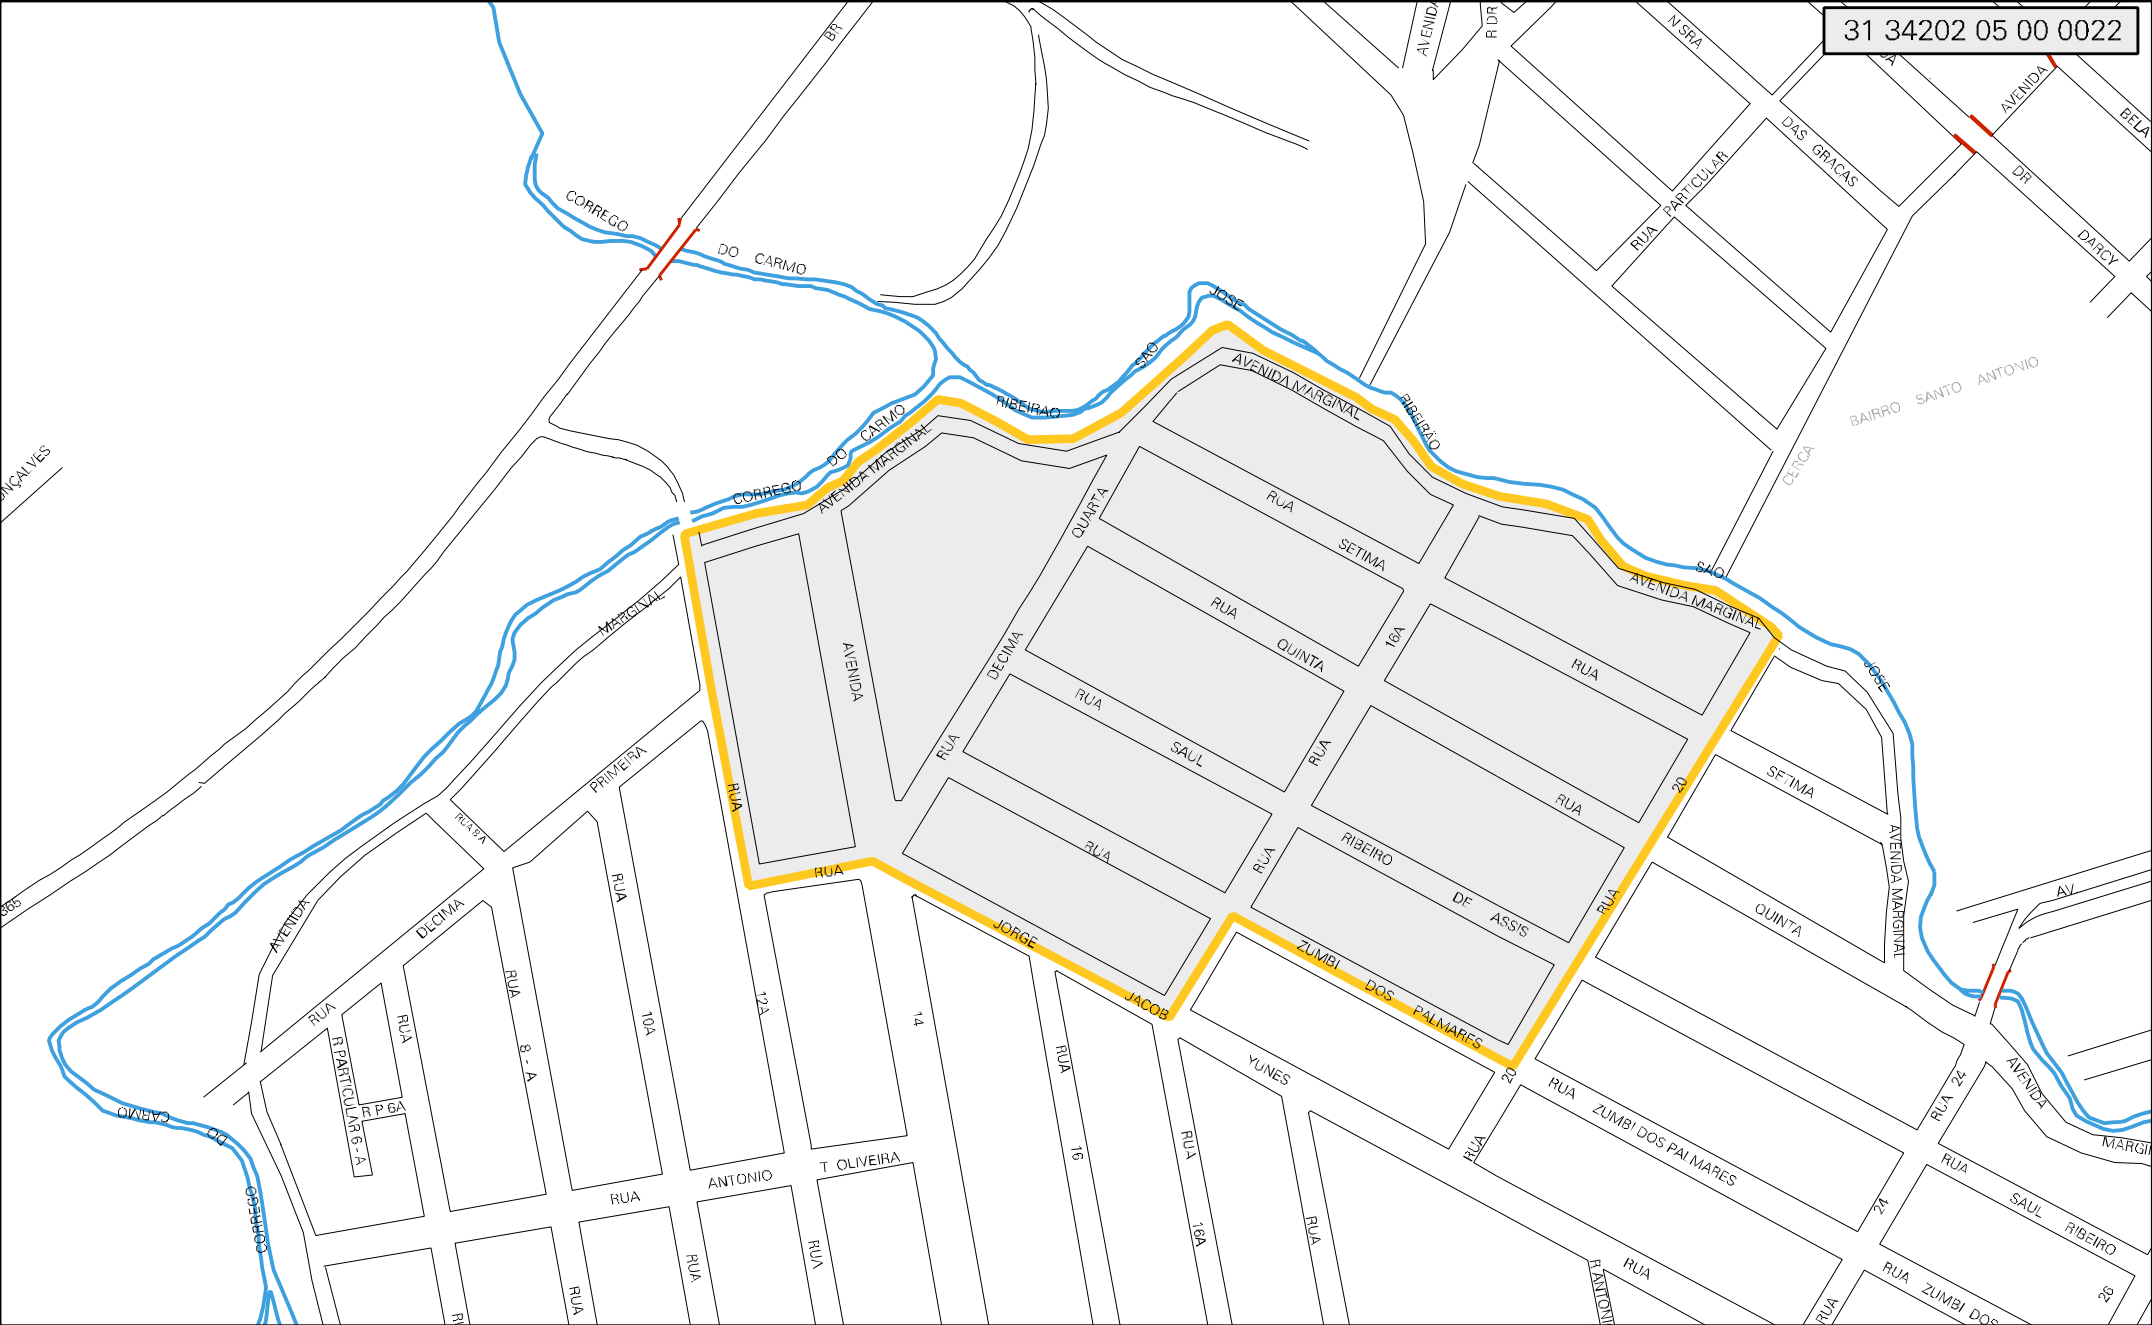 31 34202 05 00 0022
BR
AVENIDA
R DR
N SRA
DAS GRACAS
AVENIDA
BELA
DR
DARCY
RUA PARTICULAR
CORREGO DO CARMO
JOSE
SAO
RIBEIRAO
AVENIDA MARGINAL
RIBEIRÃO
BAIRRO SANTO ANTONIO
CERCA
DO CARMO
CORREGO
AVENIDA MARGINAL
QUARTA
DECIMA
RUA
RUA SETIMA
RUA QUINTA
16A
RUA
RUA SAUL
RUA
SAO
AVENIDA MARGINAL
JOSE
RUA
RUA
20
RUA
RIBEIRO DE ASSIS
RUA
ZUMBI DOS PALMARES
RUA
JORGE
JACOB
RUA
AVENIDA
RUA
MARGINAL
PRIMEIRA
RUA 8 A
AVENIDA
DECIMA
RUA
365
SETIMA
QUINTA
AVENIDA MARGINAL
AV
AVENIDA
MARGI
RUA 24
RUA ZUMBI DOS PALMARES
24
RUA SAUL RIBEIRO
26
RUA ZUMBI DOS
RUA
RUA
R ANTONI
YUNES
20
RUA
RUA
16A
RUA
RUA
16
14
12A
RUA
10A
RUA
8 - A
RUA
R PARTICULAR 6 - A
R P 6A
RUA ANTONIO T OLIVEIRA
RUA
RUA
RUA
CARMO
DO
CORREGO